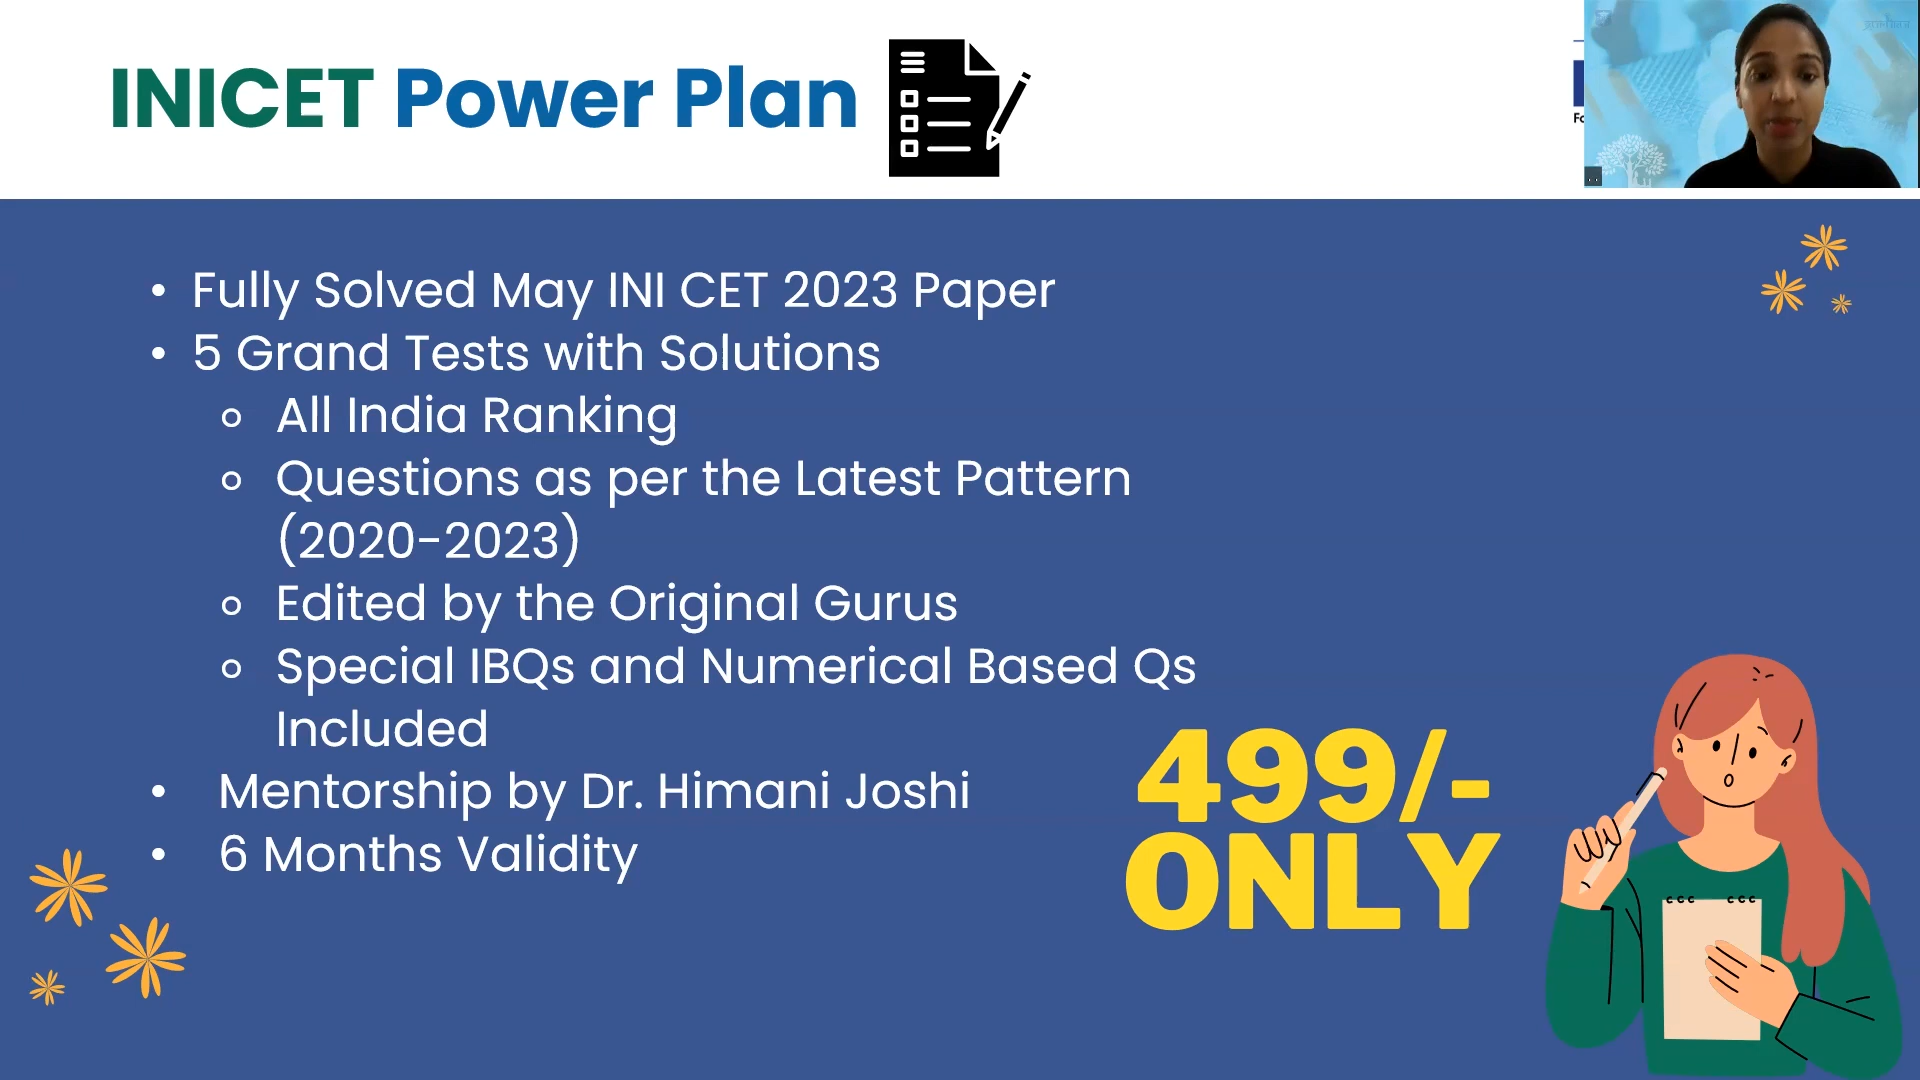 INICET Power Plan
Fo
• Fully Solved May INI CET 2023 Paper
• 5 Grand Tests with Solutions
○ All India Ranking
○ Questions as per the Latest Pattern
(2020-2023)
○ Edited by the Original Gurus
○ Special IBQs and Numerical Based Qs
Included
• Mentorship by Dr. Himani Joshi
• 6 Months Validity
499/-
ONLY